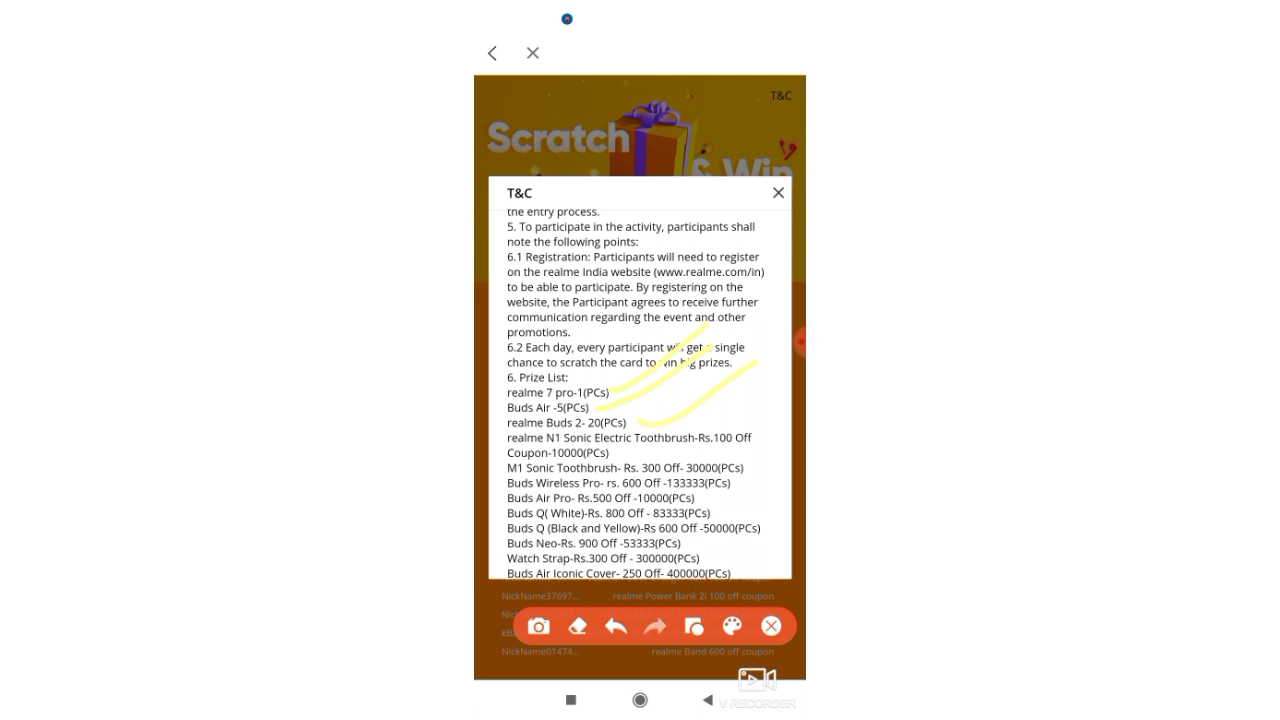 T&C
Scratch
& Win
T&C
the entry process.
5. To participate in the activity, participants shall
note the following points:
6.1 Registration: Participants will need to register
on the realme India website (www.realme.com/in)
to be able to participate. By registering on the
website, the Participant agrees to receive further
communication regarding the event and other
promotions.
6.2 Each day, every participant will get a single
chance to scratch the card to win big prizes.
6. Prize List:
realme 7 pro-1(PCs)
Buds Air -5(PCs)
realme Buds 2- 20(PCs)
realme N1 Sonic Electric Toothbrush-Rs.100 Off
Coupon-10000(PCs)
M1 Sonic Toothbrush- Rs. 300 Off- 30000(PCs)
Buds Wireless Pro- rs. 600 Off -133333(PCs)
Buds Air Pro- Rs.500 Off -10000(PCs)
Buds Q( White)-Rs. 800 Off - 83333(PCs)
Buds Q (Black and Yellow)-Rs 600 Off -50000(PCs)
Buds Neo-Rs. 900 Off -53333(PCs)
Watch Strap-Rs.300 Off - 300000(PCs)
Buds Air Iconic Cover- 250 Off- 400000(PCs)
NickName37697... realme Power Bank 2i 100 off coupon
NickName01474... realme Band 600 off coupon
V RECORDER